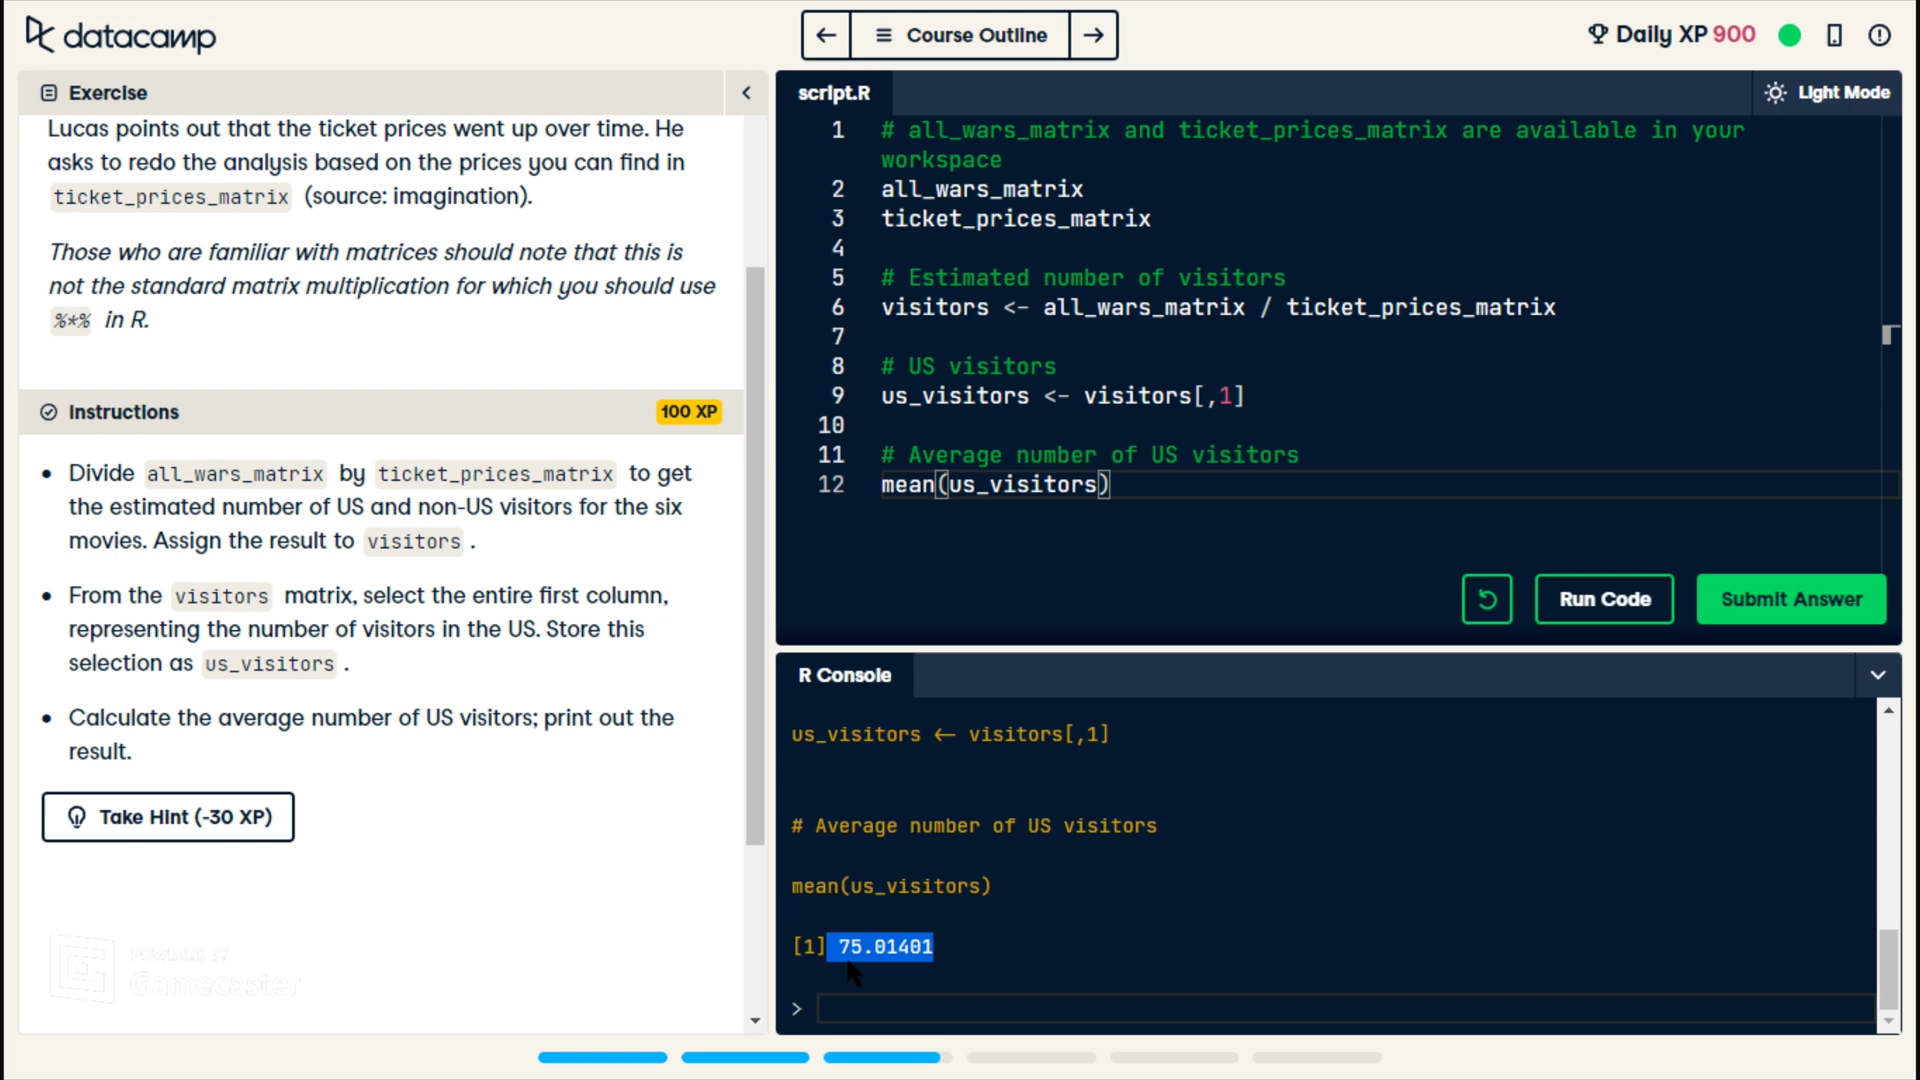 datacamp
Course Outline
Daily XP 900
Exercise
Lucas points out that the ticket prices went up over time. He
asks to redo the analysis based on the prices you can find in
ticket_prices_matrix (source: imagination).
Those who are familiar with matrices should note that this is
not the standard matrix multiplication for which you should use
%*% in R.
Instructions
100 XP
• Divide all_wars_matrix by ticket_prices_matrix to get
the estimated number of US and non-US visitors for the six
movies. Assign the result to visitors .
• From the visitors matrix, select the entire first column,
representing the number of visitors in the US. Store this
selection as us_visitors .
• Calculate the average number of US visitors; print out the
result.
Take Hint (-30 XP)
POWERED BY
Gamecaster
script.R
Light Mode
1 # all_wars_matrix and ticket_prices_matrix are available in your
workspace
2 all_wars_matrix
3 ticket_prices_matrix
4
5 # Estimated number of visitors
6 visitors <- all_wars_matrix / ticket_prices_matrix
7
8 # US visitors
9 us_visitors <- visitors[,1]
10
11 # Average number of US visitors
12 mean(us_visitors)
Run Code
Submit Answer
R Console
us_visitors <- visitors[,1]
# Average number of US visitors
mean(us_visitors)
[1] 75.01401
>